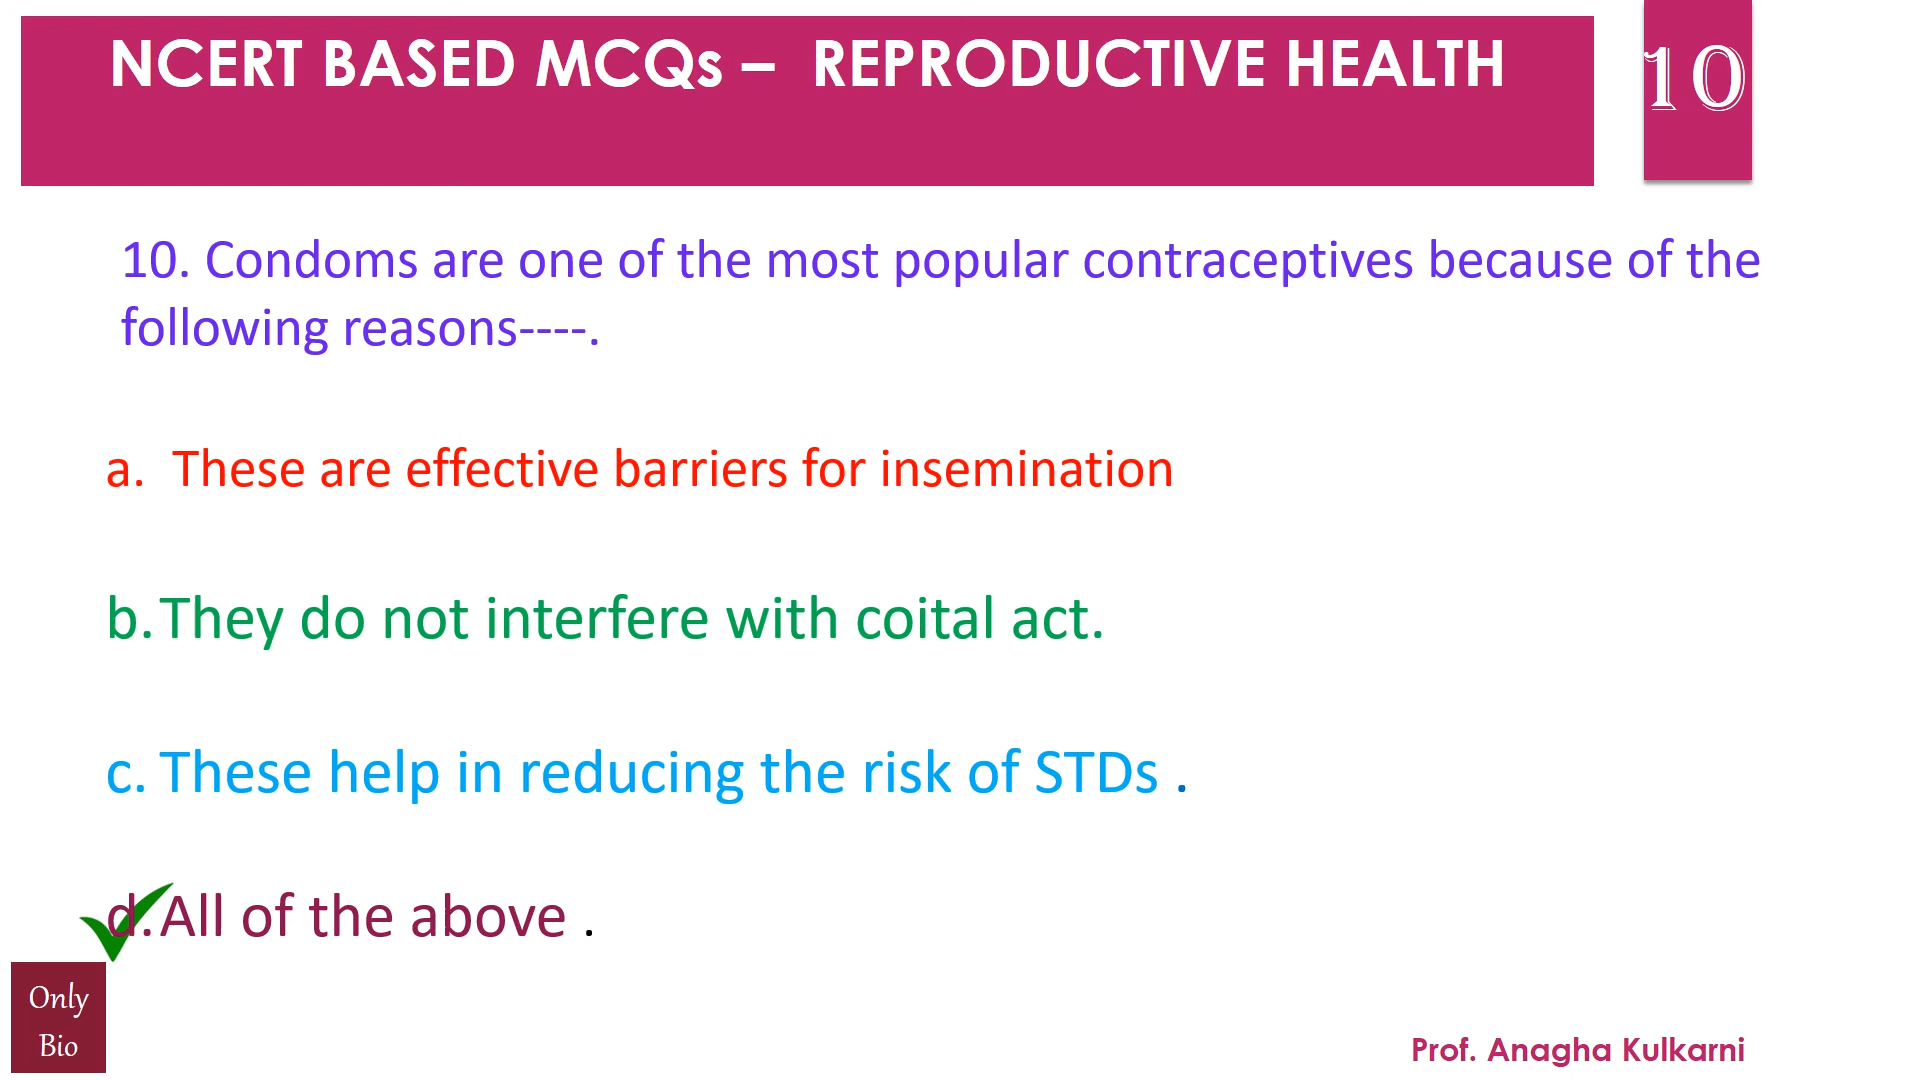 NCERT BASED MCQs – REPRODUCTIVE HEALTH
10
10. Condoms are one of the most popular contraceptives because of the
following reasons----.
a. These are effective barriers for insemination
b. They do not interfere with coital act.
c. These help in reducing the risk of STDs .
d. All of the above .
Only
Bio
Prof. Anagha Kulkarni